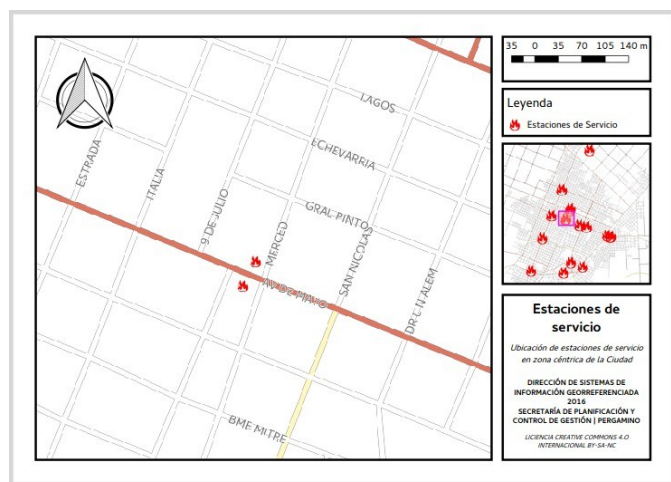 LAGOS
ECHEVARRIA
ESTRADA
ITALIA
GRAL PINTOS
9 DE JULIO
MERCED
SAN NICOLAS
AV DE MAYO
DR L N ALEM
BME MITRE
35 0 35 70 105 140 m
Leyenda
Estaciones de Servicio
Estaciones de
servicio
Ubicación de estaciones de servicio
en zona céntrica de la Ciudad
DIRECCIÓN DE SISTEMAS DE
INFORMACIÓN GEORREFERENCIADA
2016
SECRETARÍA DE PLANIFICACIÓN Y
CONTROL DE GESTIÓN | PERGAMINO
LICIENCIA CREATIVE COMMONS 4.0
INTERNACIONAL BY-SA-NC